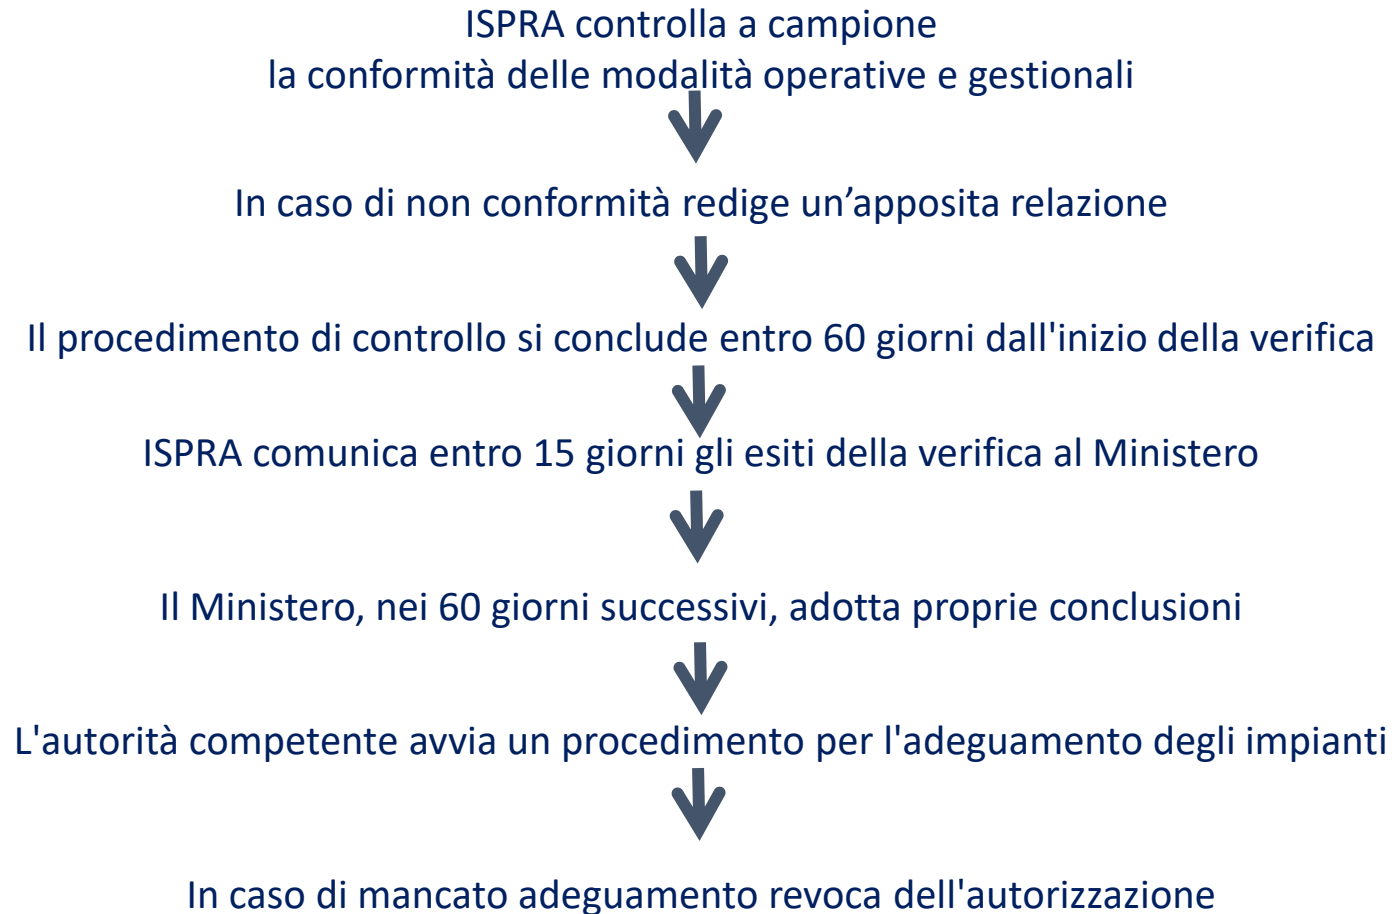 ISPRA controlla a campione
la conformità delle modalità operative e gestionali
In caso di non conformità redige un’apposita relazione
Il procedimento di controllo si conclude entro 60 giorni dall'inizio della verifica
ISPRA comunica entro 15 giorni gli esiti della verifica al Ministero
Il Ministero, nei 60 giorni successivi, adotta proprie conclusioni
L'autorità competente avvia un procedimento per l'adeguamento degli impianti
In caso di mancato adeguamento revoca dell'autorizzazione